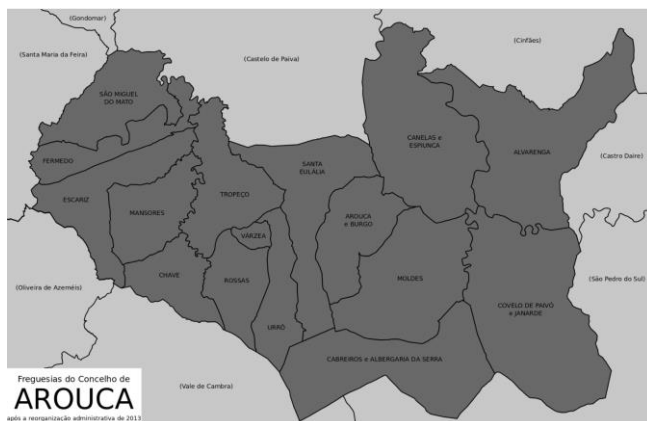 (Gondomar)
(Santa Maria da Feira)
(Castelo de Paiva)
(Cinfães)
SÃO MIGUEL
DO MATO
CANELAS e
ESPIUNCA
ALVARENGA
FERMEDO
SANTA
EULÁLIA
(Castro Daire)
ESCARIZ
MANSORES
TROPEÇO
AROUCA
e BURGO
VÁRZEA
CHAVE
ROSSAS
MOLDES
(Oliveira de Azeméis)
(São Pedro do Sul)
COVELO DE PAIVÓ
e JANARDE
URRÔ
CABREIROS e ALBERGARIA DA SERRA
(Vale de Cambra)
Freguesias do Concelho de
AROUCA
após a reorganização administrativa de 2013